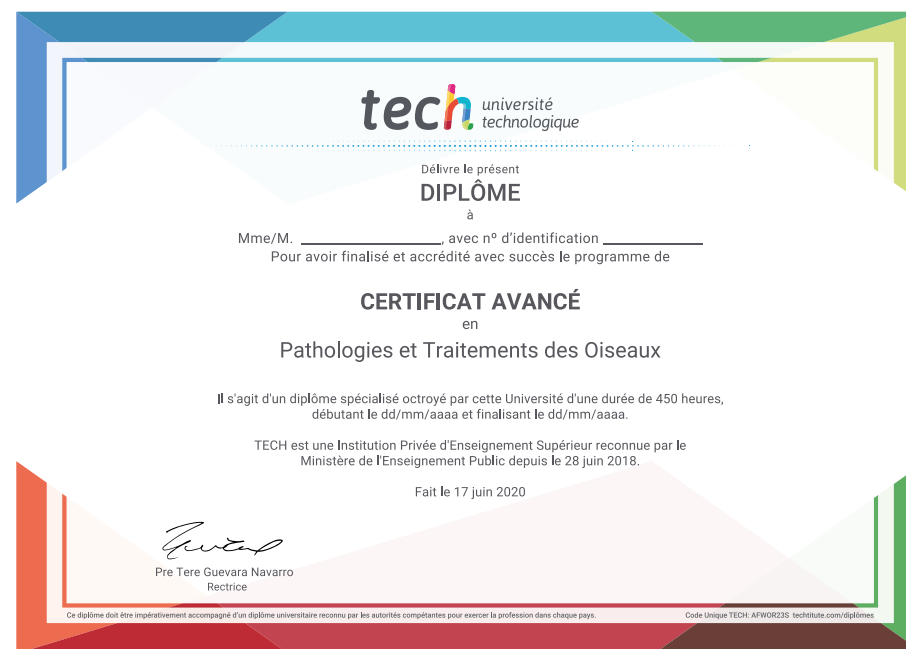 tech université
technologique
Délivre le présent
DIPLÔME
à
Mme/M. ____________________, avec nº d'identification ______________
Pour avoir finalisé et accrédité avec succès le programme de
CERTIFICAT AVANCÉ
en
Pathologies et Traitements des Oiseaux
Il s'agit d'un diplôme spécialisé octroyé par cette Université d'une durée de 450 heures,
débutant le dd/mm/aaaa et finalisant le dd/mm/aaaa.
TECH est une Institution Privée d'Enseignement Supérieur reconnue par le
Ministère de l'Enseignement Public depuis le 28 juin 2018.
Fait le 17 juin 2020
Pre Tere Guevara Navarro
Rectrice
Ce diplôme doit être impérativement accompagné d'un diplôme universitaire reconnu par les autorités compétentes pour exercer la profession dans chaque pays.
Code Unique TECH: AFWOR23S techtitute.com/diplômes